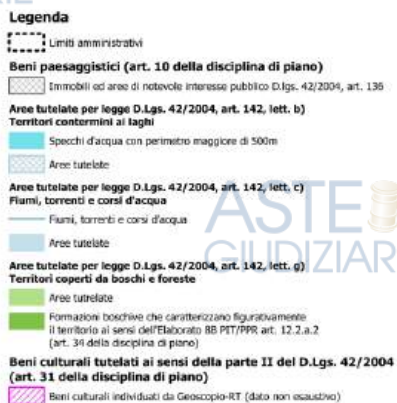 Legenda
Limiti amministrativi
Beni paesaggistici (art. 10 della disciplina di piano)
Immobili ed aree di notevole interesse pubblico D.lgs. 42/2004, art. 136
Aree tutelate per legge D.Lgs. 42/2004, art. 142, lett. b)
Territori contermini ai laghi
Specchi d'acqua con perimetro maggiore di 500m
Aree tutelate
Aree tutelate per legge D.Lgs. 42/2004, art. 142, lett. c)
Fiumi, torrenti e corsi d'acqua
Fiumi, torrenti e corsi d'acqua
Aree tutelate
ASTE
GIUDIZIAR
Aree tutelate per legge D.Lgs. 42/2004, art. 142, lett. g)
Territori coperti da boschi e foreste
Aree tutrelate
Formazioni boschive che caratterizzano figurativamente
il territorio ai sensi dell'Elaborato 8B PIT/PPR art. 12.2.a.2
(art. 34 della disciplina di piano)
Beni culturali tutelati ai sensi della parte II del D.Lgs. 42/2004
(art. 31 della disciplina di piano)
Beni culturali individuati da Geoscopio-RT (dato non esaustivo)